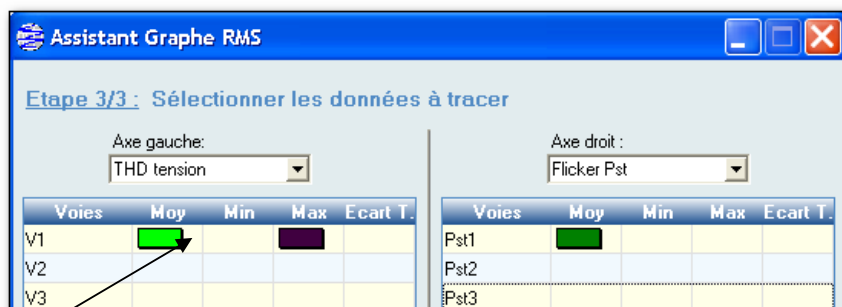 Assistant Graphe RMS
Etape 3/3 : Sélectionner les données à tracer
Axe gauche:
THD tension
Voies Moy Min Max Ecart T.
V1
V2
V3
Axe droit :
Flicker Pst
Voies Moy Min Max Ecart T.
Pst1
Pst2
Pst3